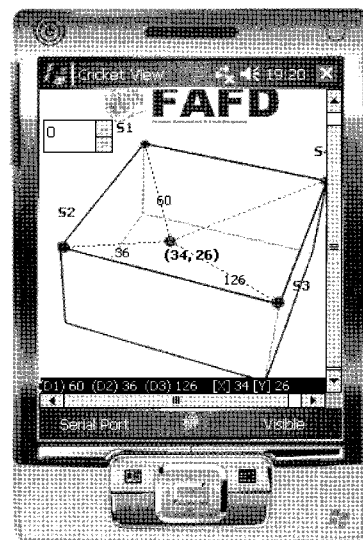 Cricket View 19:20
FAFD
0
S1
S
S2
60
36
(34, 26)
126
S3
(D1) 60 (D2) 36 (D3) 126 [X] 34 [Y] 26
Serial Port Visible